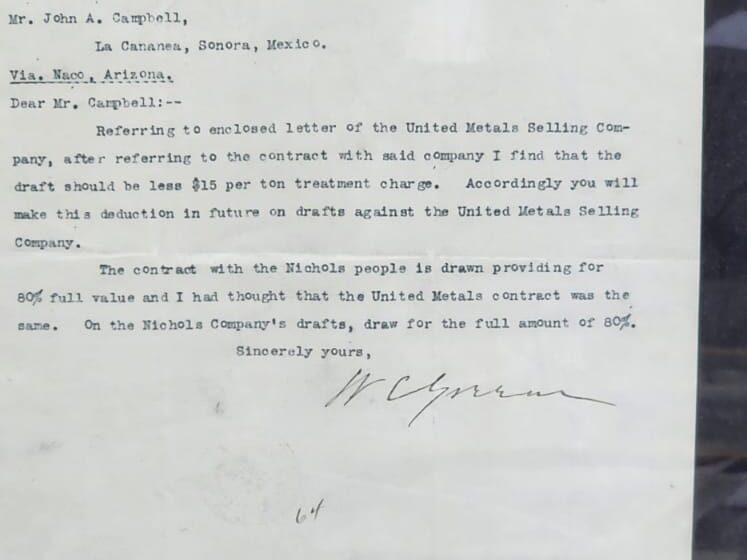 Mr. John A. Campbell,
La Cananea, Sonora, Mexico.
Via. Naco, Arizona.
Dear Mr. Campbell:--
Referring to enclosed letter of the United Metals Selling Com-
pany, after referring to the contract with said company I find that the
draft should be less $15 per ton treatment charge. Accordingly you will
make this deduction in future on drafts against the United Metals Selling
Company.
The contract with the Nichols people is drawn providing for
80% full value and I had thought that the United Metals contract was the
same. On the Nichols Company's drafts, draw for the full amount of 80%.
Sincerely yours,
W C Greene
64